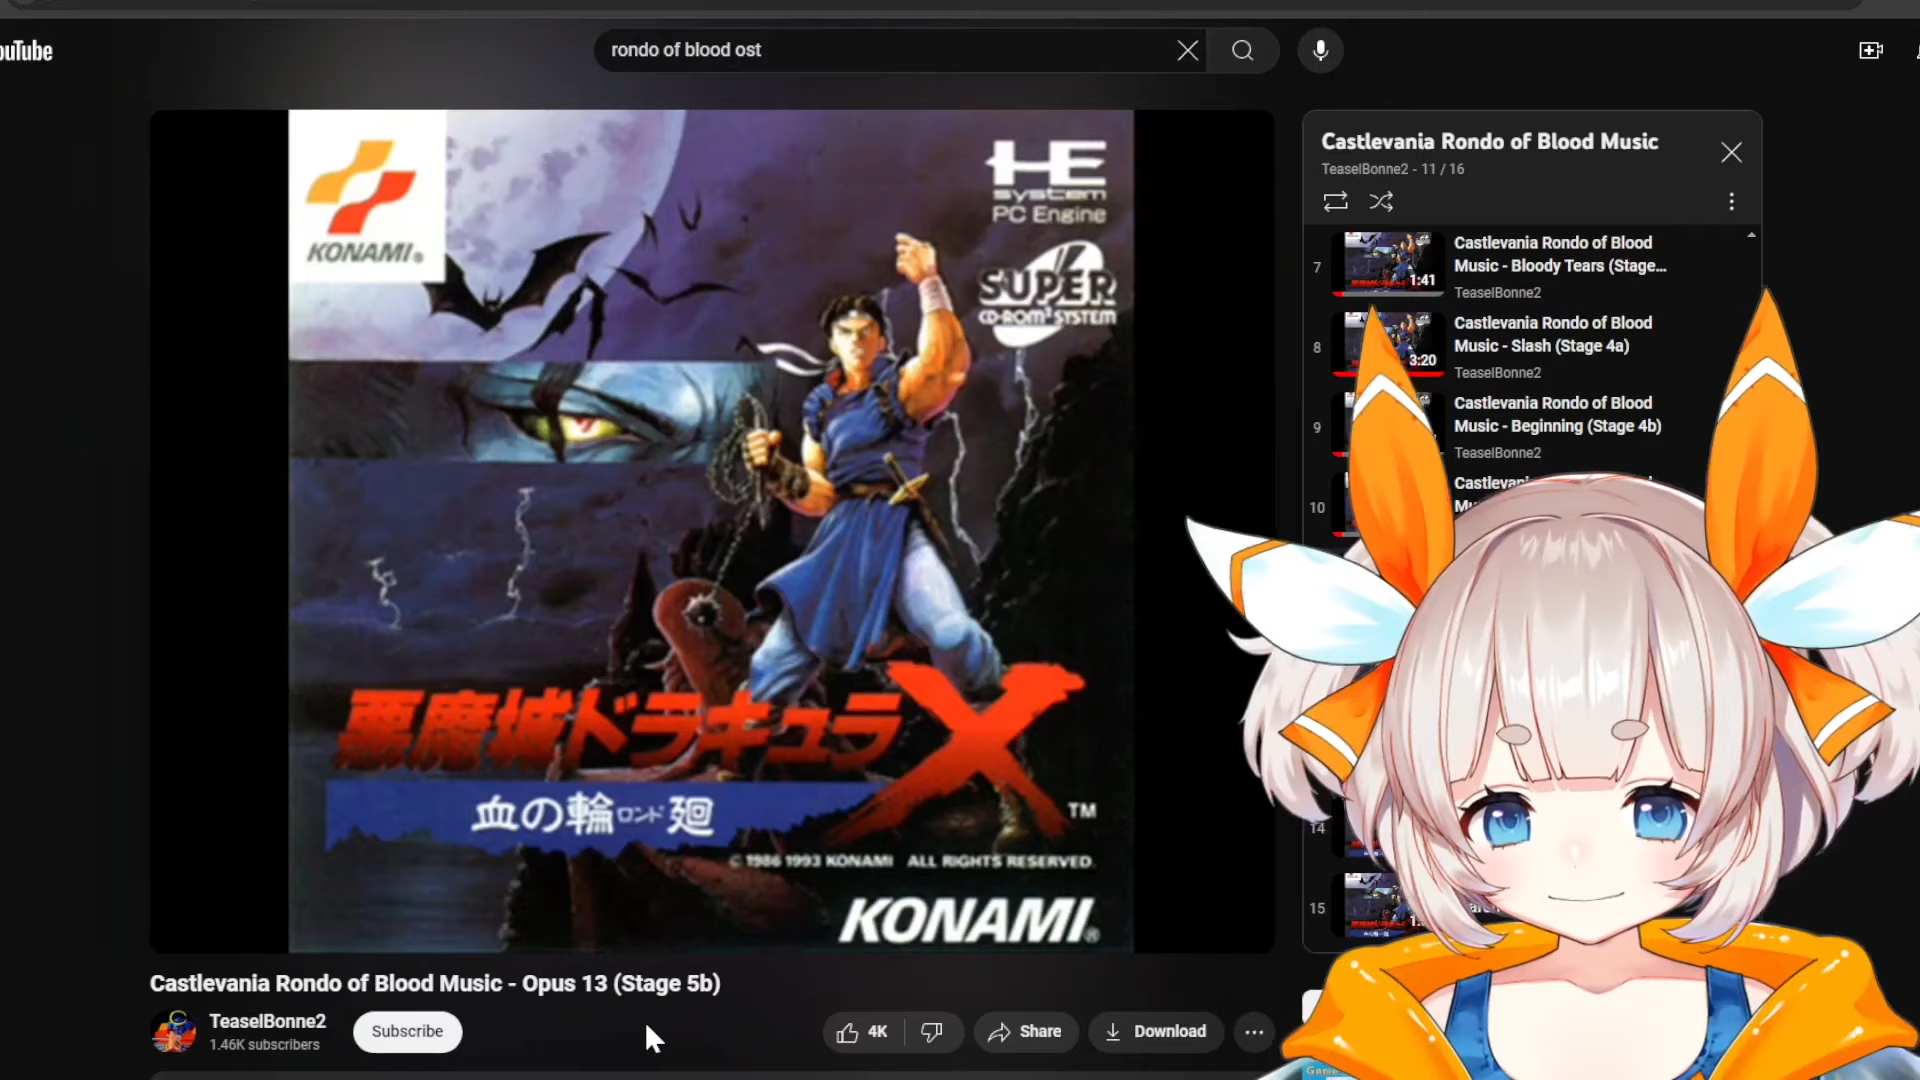 ouTube
rondo of blood ost
KONAMI
HE
system
PC Engine
SUPER
CD-ROM² SYSTEM
悪魔城ドラキュラX
血の輪ロンド廻
TM
© 1986 1993 KONAMI ALL RIGHTS RESERVED.
KONAMI
Castlevania Rondo of Blood Music - Opus 13 (Stage 5b)
TeaselBonne2
1.46K subscribers
Subscribe
4K
Share
Download
Castlevania Rondo of Blood Music
TeaselBonne2 - 11 / 16
7
1:41
Castlevania Rondo of Blood
Music - Bloody Tears (Stage...
TeaselBonne2
8
3:20
Castlevania Rondo of Blood
Music - Slash (Stage 4a)
TeaselBonne2
9
Castlevania Rondo of Blood
Music - Beginning (Stage 4b)
TeaselBonne2
10
14
15